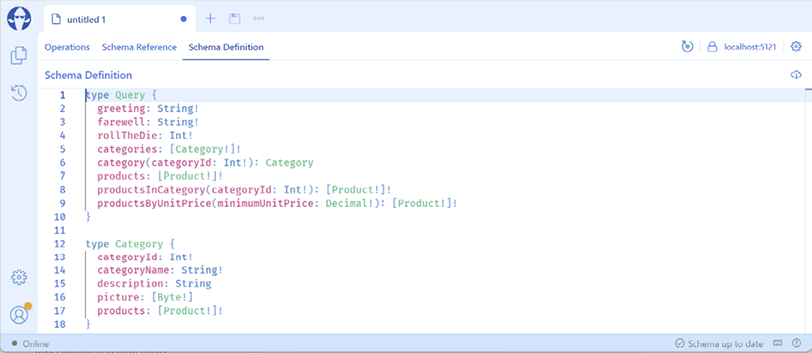 untitled 1
Operations Schema Reference Schema Definition localhost:5121
Schema Definition
1 type Query {
2 greeting: String!
3 farewell: String!
4 rollTheDie: Int!
5 categories: [Category!]!
6 category(categoryId: Int!): Category
7 products: [Product!]!
8 productsInCategory(categoryId: Int!): [Product!]!
9 productsByUnitPrice(minimumUnitPrice: Decimal!): [Product!]!
10 }
11
12 type Category {
13 categoryId: Int!
14 categoryName: String!
15 description: String
16 picture: [Byte!]
17 products: [Product!]!
18 }
Online Schema up to date